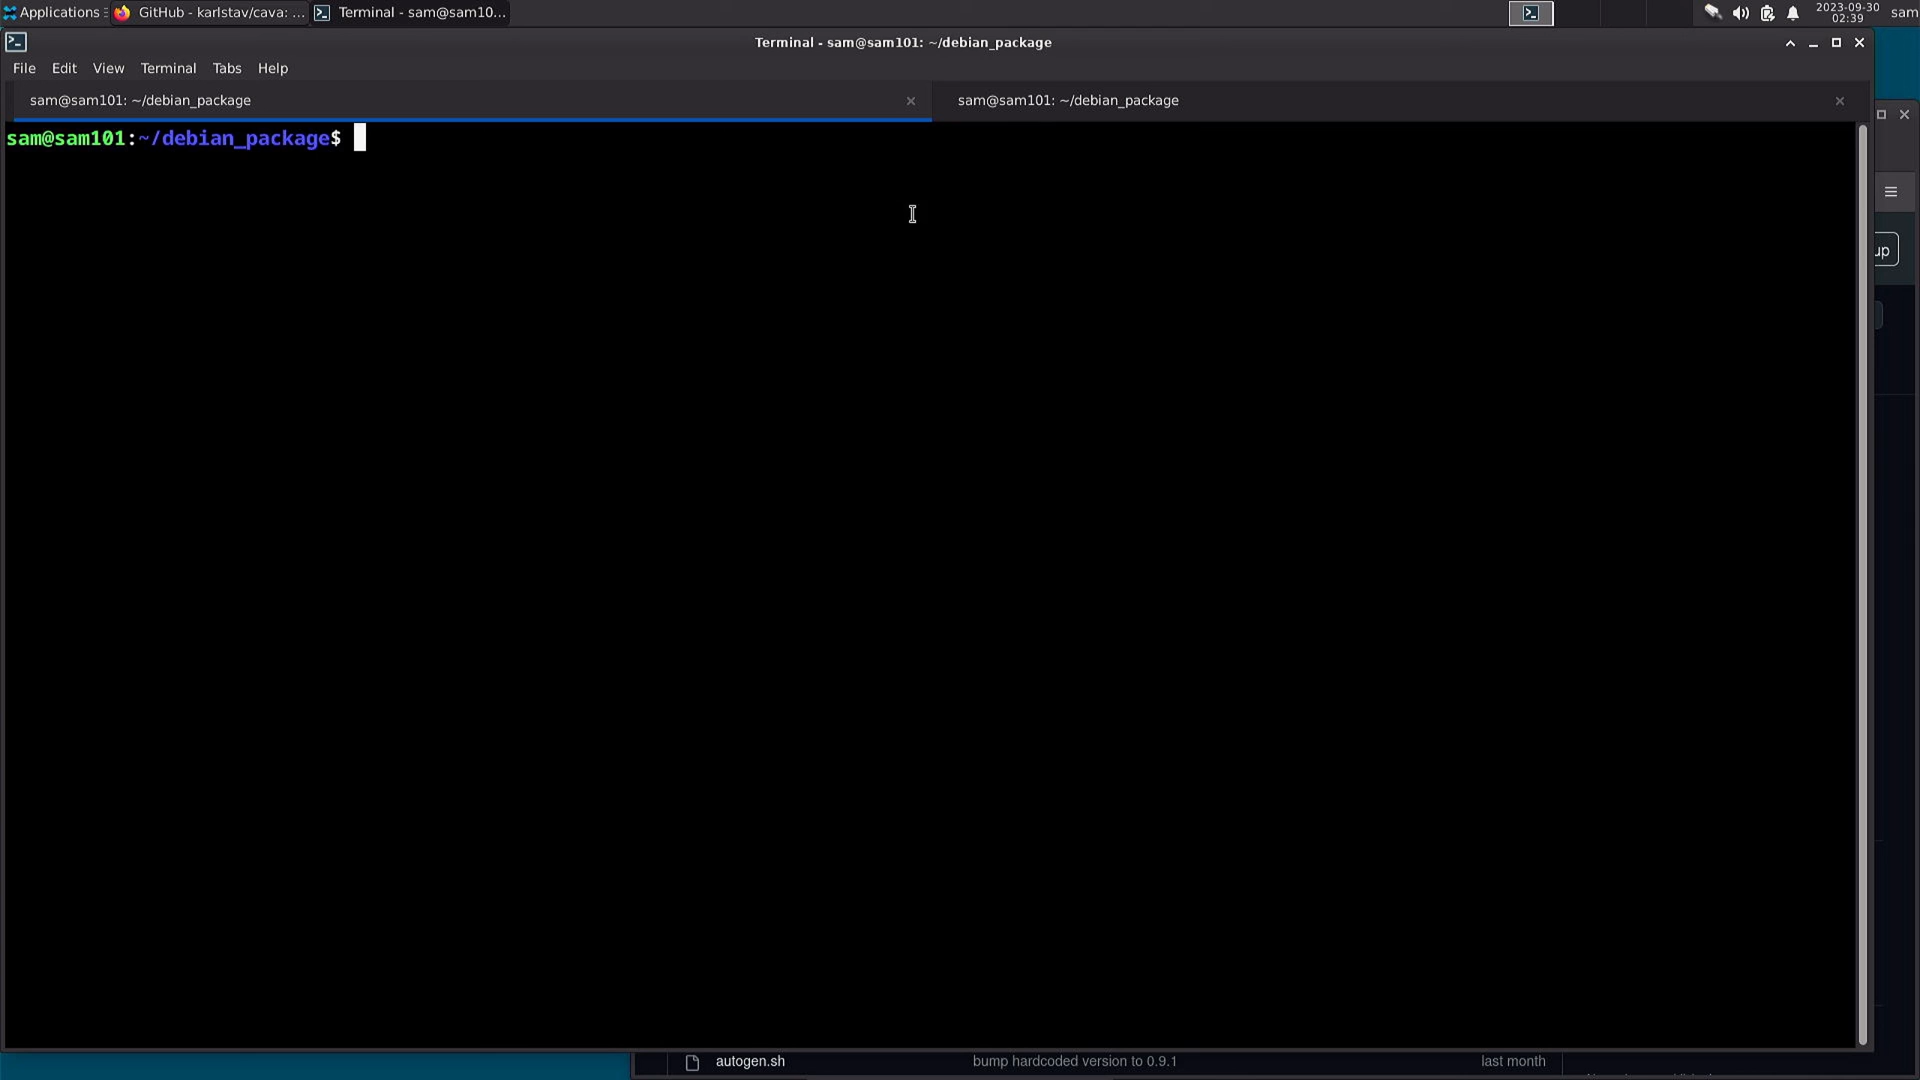 Applications
GitHub - karlstav/cava: ...
Terminal - sam@sam10...
2023-09-30
02:39
sam
Terminal - sam@sam101: ~/debian_package
File Edit View Terminal Tabs Help
sam@sam101: ~/debian_package
sam@sam101: ~/debian_package
sam@sam101:~/debian_package$
up
autogen.sh bump hardcoded version to 0.9.1 last month